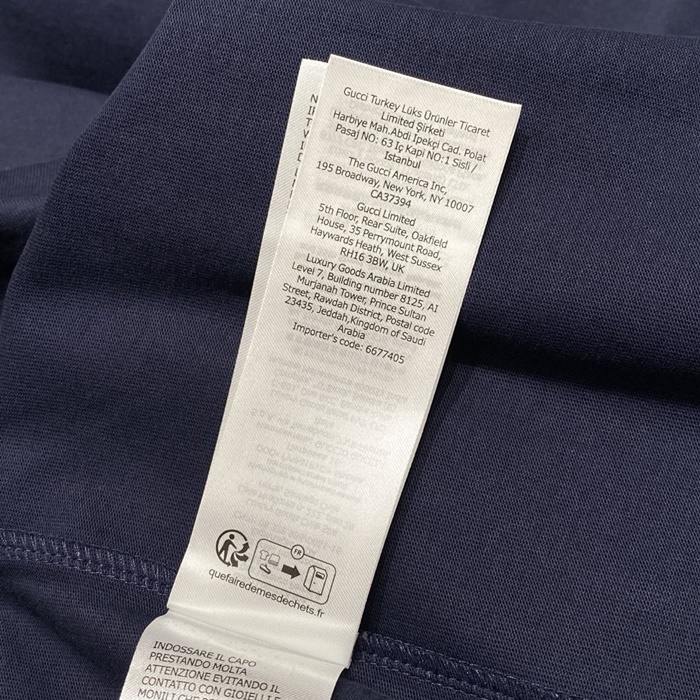 Gucci Turkey Lüks Ürünler Ticaret
Limited Şirketi
Harbiye Mah.Abdi Ipekçi Cad. Polat
Pasaj NO: 63 Iç Kapi NO:1 Sisli /
Istanbul
The Gucci America Inc,
195 Broadway, New York, NY 10007
CA37394
Gucci Limited
5th Floor, Rear Suite, Oakfield
House, 35 Perrymount Road,
Haywards Heath, West Sussex
RH16 3BW, UK
Luxury Goods Arabia Limited
Level 7, Building number 8125, Al
Murjanah Tower, Prince Sultan
Street, Rawdah District, Postal code
23435, Jeddah,Kingdom of Saudi
Arabia
Importer's code: 6677405
FR
quefairedemesdechets.fr
INDOSSARE IL CAPO
PRESTANDO MOLTA
ATTENZIONE EVITANDO IL
CONTATTO CON GIOIELLI